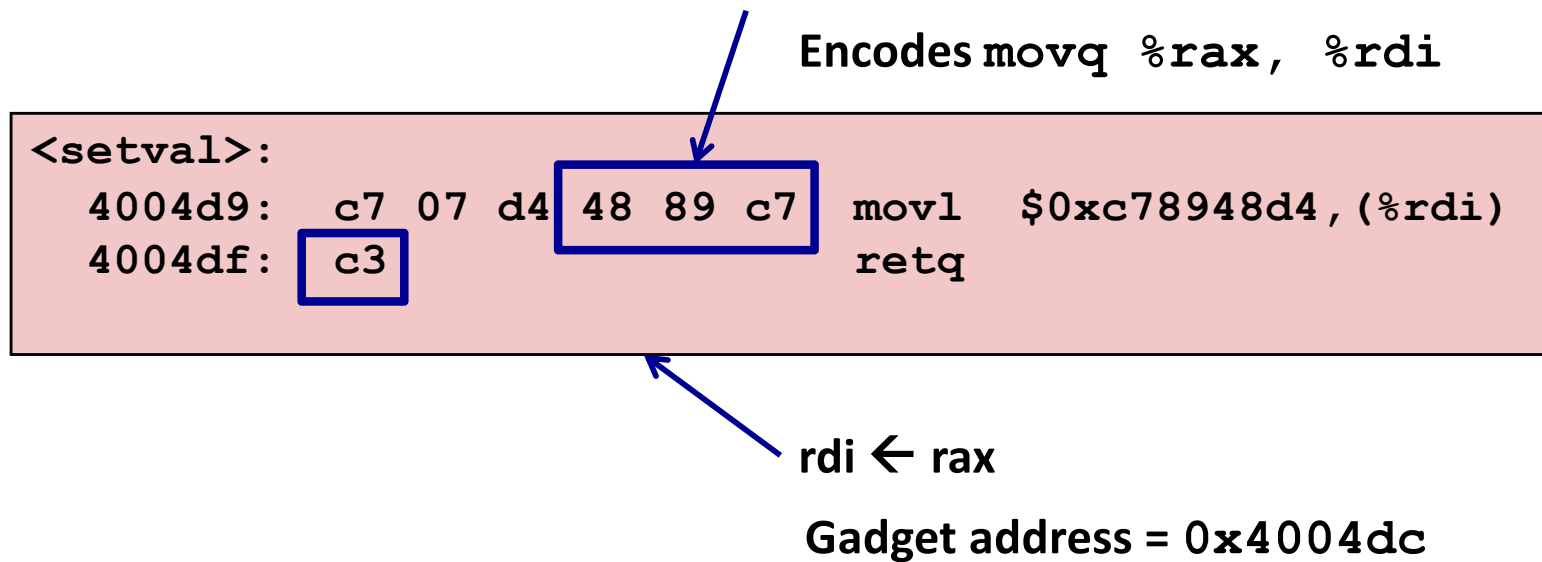 Encodes movq %rax, %rdi
<setval>:
4004d9: c7 07 d4 48 89 c7 movl $0xc78948d4,(%rdi)
4004df: c3 retq
rdi ← rax
Gadget address = 0x4004dc